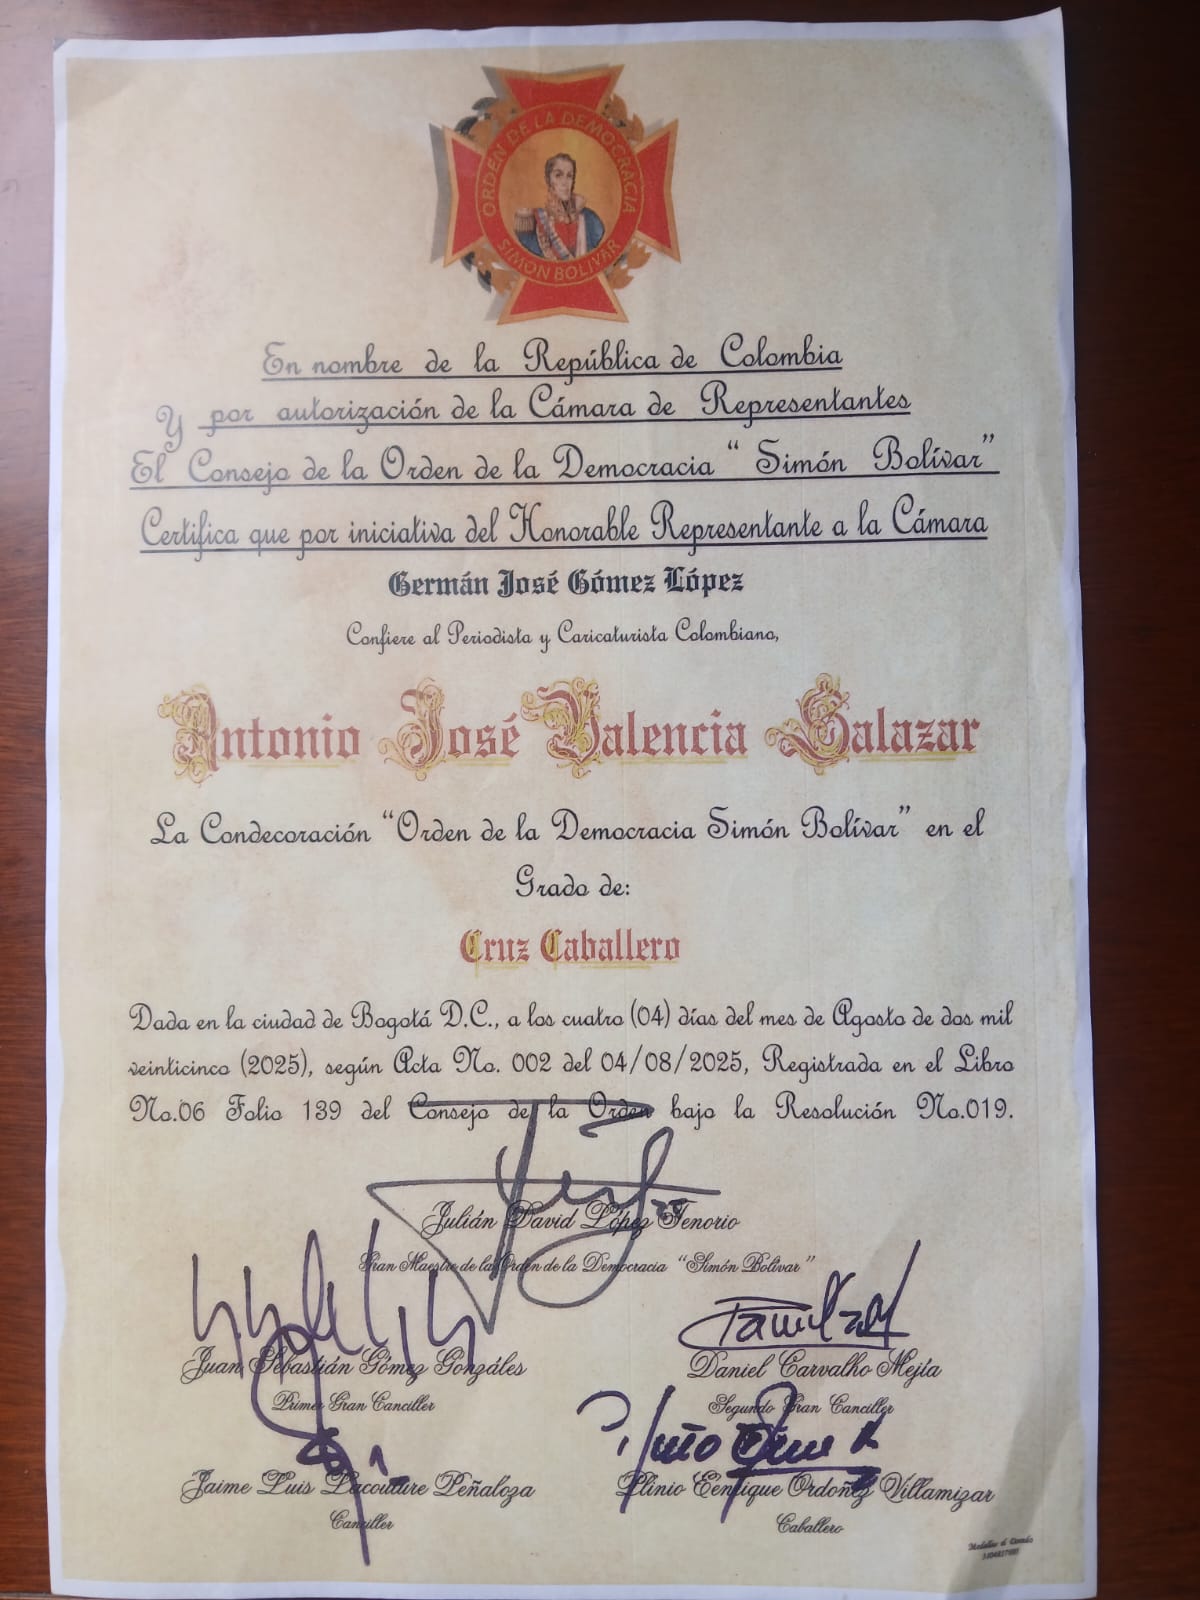 ORDEN DE LA DEMOCRACIA
SIMON BOLIVAR
En nombre de la República de Colombia
Y por autorización de la Cámara de Representantes
El Consejo de la Orden de la Democracia “ Simón Bolívar”
Certifica que por iniciativa del Honorable Representante a la Cámara
Germán José Gómez López
Confiere al Periodista y Caricaturista Colombiano,
Antonio José Valencia Salazar
La Condecoración “Orden de la Democracia Simón Bolívar” en el
Grado de:
Cruz Caballero
Dada en la ciudad de Bogotá D.C., a los cuatro (04) días del mes de Agosto de dos mil
veinticinco (2025), según Acta No. 002 del 04/08/2025, Registrada en el Libro
No.06 Folio 139 del Consejo de la Orden bajo la Resolución No.019.
Julián David López Tenorio
Gran Maestre de la Orden de la Democracia “Simón Bolívar”
Juan Sebastián Gómez Gonzáles
Primer Gran Canciller
Daniel Carvalho Mejía
Segundo Gran Canciller
Jaime Luis Lacouture Peñaloza
Canciller
Plinio Eenrique Ordoñez Villamizar
Caballero